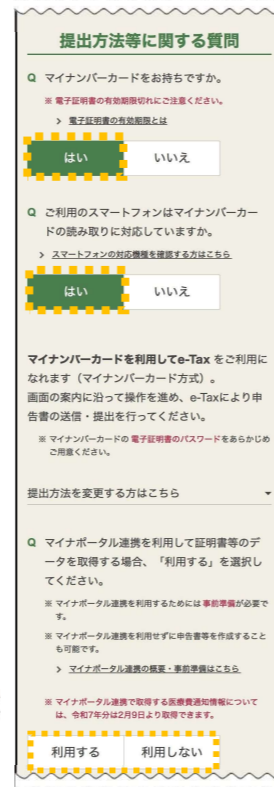 提出方法等に関する質問
Q マイナンバーカードをお持ちですか。
※ 電子証明書の有効期限切れにご注意ください。
> 電子証明書の有効期限とは
はい いいえ
Q ご利用のスマートフォンはマイナンバーカー
ドの読み取りに対応していますか。
> スマートフォンの対応機種を確認する方はこちら
はい いいえ
マイナンバーカードを利用してe-Tax をご利用に
なれます（マイナンバーカード方式）。
画面の案内に沿って操作を進め、e-Taxにより申
告書の送信・提出を行ってください。
※ マイナンバーカードの 電子証明書のパスワード をあらかじめ
ご用意ください。
提出方法を変更する方はこちら
Q マイナポータル連携を利用して証明書等のデ
ータを取得する場合、「利用する」を選択し
てください。
※ マイナポータル連携を利用するためには 事前準備 が必要で
す。
※ マイナポータル連携を利用せずに申告書等を作成すること
も可能です。
> マイナポータル連携の概要・事前準備はこちら
※ マイナポータル連携で取得する医療費通知情報について
は、令和7年分は2月9日より取得できます。
利用する 利用しない